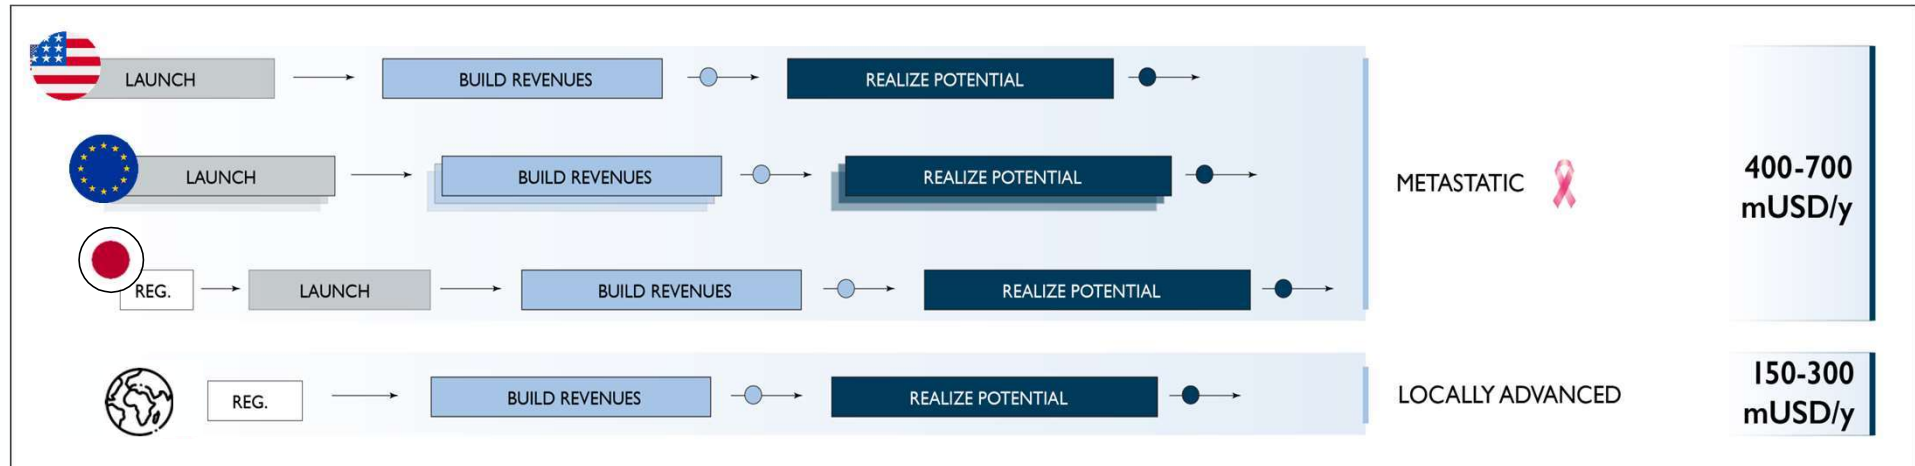 LAUNCH
BUILD REVENUES
REALIZE POTENTIAL
LAUNCH
BUILD REVENUES
REALIZE POTENTIAL
METASTATIC
400-700
mUSD/y
REG.
LAUNCH
BUILD REVENUES
REALIZE POTENTIAL
REG.
BUILD REVENUES
REALIZE POTENTIAL
LOCALLY ADVANCED
150-300
mUSD/y